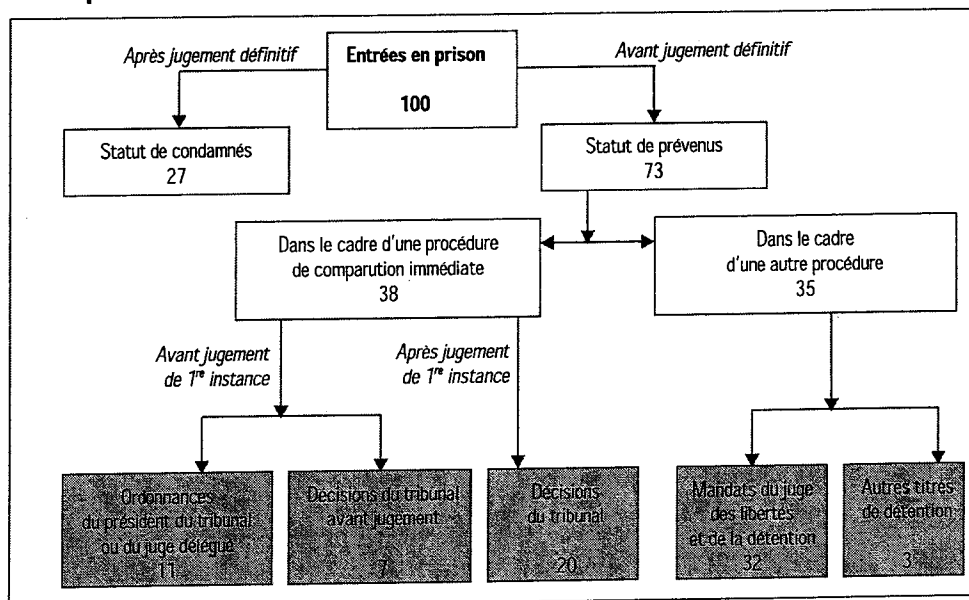 Après jugement définitif
Entrées en prison
100
Avant jugement définitif
Statut de condamnés
27
Statut de prévenus
73
Dans le cadre d'une procédure
de comparution immédiate
38
Dans le cadre
d'une autre procédure
35
Avant jugement
de 1re instance
Après jugement
de 1re instance
Ordonnances
du président du tribunal
ou du juge délégué
11
Décisions du tribunal
avant jugement
7
Décisions
du tribunal
20
Mandats du juge
des libertés
et de la détention
32
Autres titres
de détention
3